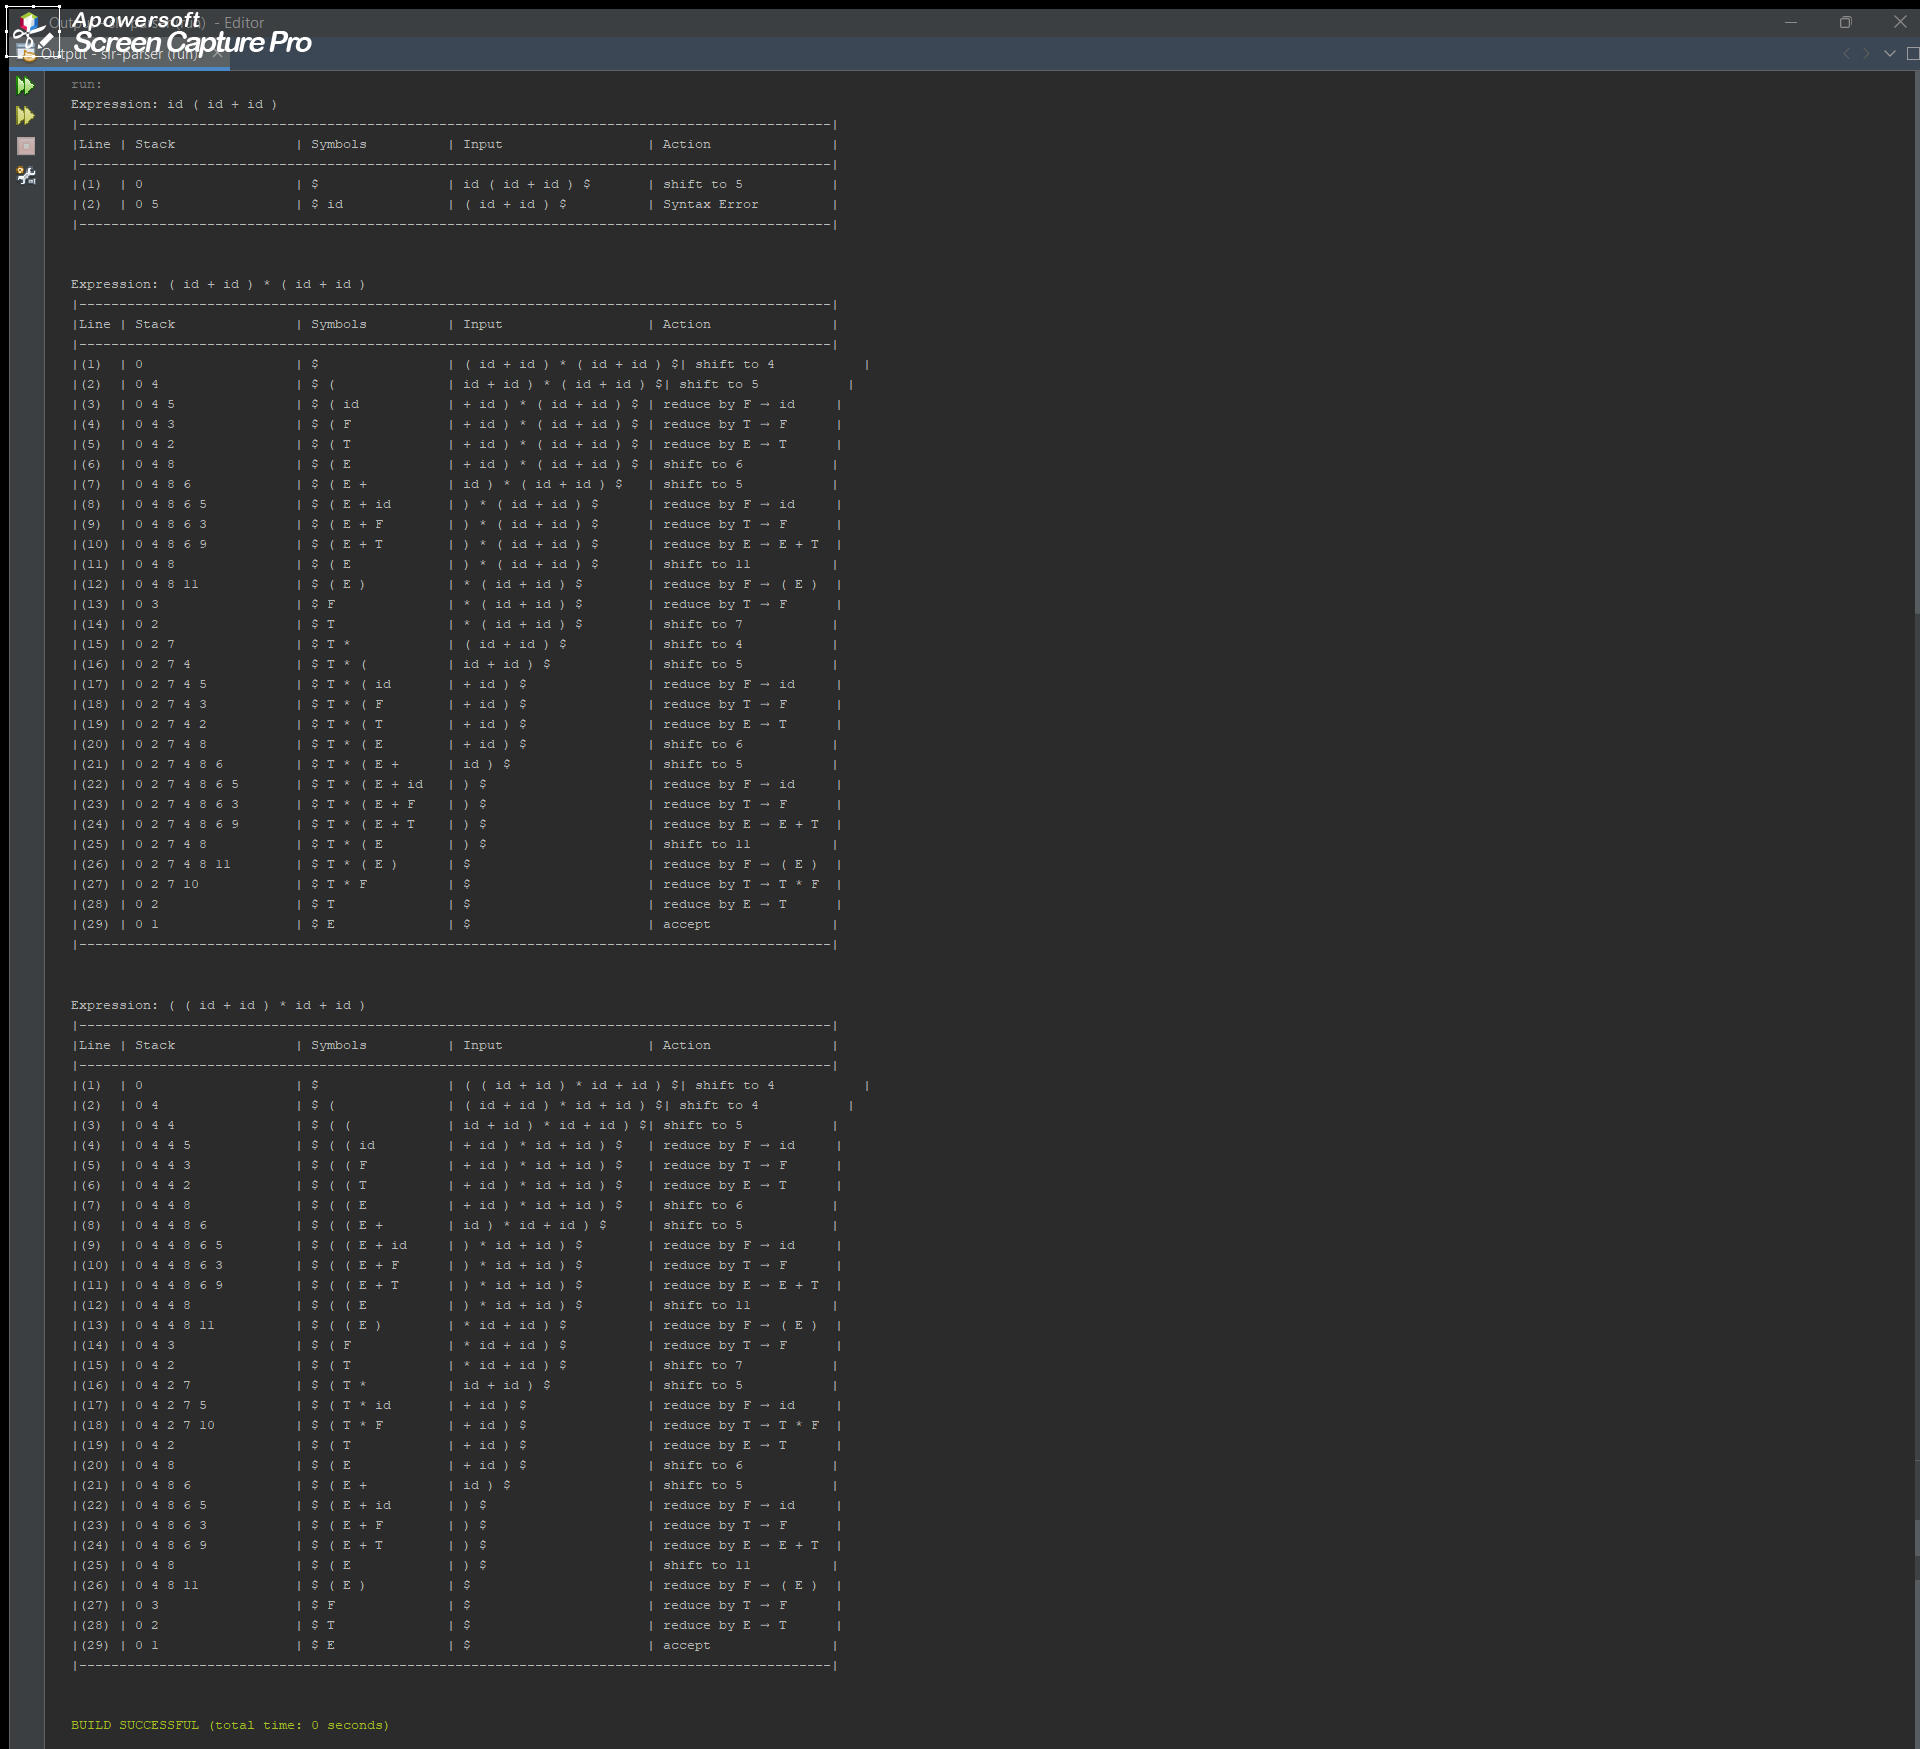 Apowersoft
Screen Capture Pro
- Editor
Output - slr-parser (run)
run:
Expression: id ( id + id )
|----------------------------------------------------------------------------------------------|
|Line | Stack | Symbols | Input | Action |
|----------------------------------------------------------------------------------------------|
|(1) | 0 | $ | id ( id + id ) $ | shift to 5 |
|(2) | 0 5 | $ id | ( id + id ) $ | Syntax Error |
|----------------------------------------------------------------------------------------------|
Expression: ( id + id ) * ( id + id )
|----------------------------------------------------------------------------------------------|
|Line | Stack | Symbols | Input | Action |
|----------------------------------------------------------------------------------------------|
|(1) | 0 | $ | ( id + id ) * ( id + id ) $| shift to 4 |
|(2) | 0 4 | $ ( | id + id ) * ( id + id ) $| shift to 5 |
|(3) | 0 4 5 | $ ( id | + id ) * ( id + id ) $ | reduce by F → id |
|(4) | 0 4 3 | $ ( F | + id ) * ( id + id ) $ | reduce by T → F |
|(5) | 0 4 2 | $ ( T | + id ) * ( id + id ) $ | reduce by E → T |
|(6) | 0 4 8 | $ ( E | + id ) * ( id + id ) $ | shift to 6 |
|(7) | 0 4 8 6 | $ ( E + | id ) * ( id + id ) $ | shift to 5 |
|(8) | 0 4 8 6 5 | $ ( E + id | ) * ( id + id ) $ | reduce by F → id |
|(9) | 0 4 8 6 3 | $ ( E + F | ) * ( id + id ) $ | reduce by T → F |
|(10) | 0 4 8 6 9 | $ ( E + T | ) * ( id + id ) $ | reduce by E → E + T |
|(11) | 0 4 8 | $ ( E | ) * ( id + id ) $ | shift to 11 |
|(12) | 0 4 8 11 | $ ( E ) | * ( id + id ) $ | reduce by F → ( E ) |
|(13) | 0 3 | $ F | * ( id + id ) $ | reduce by T → F |
|(14) | 0 2 | $ T | * ( id + id ) $ | shift to 7 |
|(15) | 0 2 7 | $ T * | ( id + id ) $ | shift to 4 |
|(16) | 0 2 7 4 | $ T * ( | id + id ) $ | shift to 5 |
|(17) | 0 2 7 4 5 | $ T * ( id | + id ) $ | reduce by F → id |
|(18) | 0 2 7 4 3 | $ T * ( F | + id ) $ | reduce by T → F |
|(19) | 0 2 7 4 2 | $ T * ( T | + id ) $ | reduce by E → T |
|(20) | 0 2 7 4 8 | $ T * ( E | + id ) $ | shift to 6 |
|(21) | 0 2 7 4 8 6 | $ T * ( E + | id ) $ | shift to 5 |
|(22) | 0 2 7 4 8 6 5 | $ T * ( E + id | ) $ | reduce by F → id |
|(23) | 0 2 7 4 8 6 3 | $ T * ( E + F | ) $ | reduce by T → F |
|(24) | 0 2 7 4 8 6 9 | $ T * ( E + T | ) $ | reduce by E → E + T |
|(25) | 0 2 7 4 8 | $ T * ( E | ) $ | shift to 11 |
|(26) | 0 2 7 4 8 11 | $ T * ( E ) | $ | reduce by F → ( E ) |
|(27) | 0 2 7 10 | $ T * F | $ | reduce by T → T * F |
|(28) | 0 2 | $ T | $ | reduce by E → T |
|(29) | 0 1 | $ E | $ | accept |
|----------------------------------------------------------------------------------------------|
Expression: ( ( id + id ) * id + id )
|----------------------------------------------------------------------------------------------|
|Line | Stack | Symbols | Input | Action |
|----------------------------------------------------------------------------------------------|
|(1) | 0 | $ | ( ( id + id ) * id + id ) $| shift to 4 |
|(2) | 0 4 | $ ( | ( id + id ) * id + id ) $| shift to 4 |
|(3) | 0 4 4 | $ ( ( | id + id ) * id + id ) $| shift to 5 |
|(4) | 0 4 4 5 | $ ( ( id | + id ) * id + id ) $ | reduce by F → id |
|(5) | 0 4 4 3 | $ ( ( F | + id ) * id + id ) $ | reduce by T → F |
|(6) | 0 4 4 2 | $ ( ( T | + id ) * id + id ) $ | reduce by E → T |
|(7) | 0 4 4 8 | $ ( ( E | + id ) * id + id ) $ | shift to 6 |
|(8) | 0 4 4 8 6 | $ ( ( E + | id ) * id + id ) $ | shift to 5 |
|(9) | 0 4 4 8 6 5 | $ ( ( E + id | ) * id + id ) $ | reduce by F → id |
|(10) | 0 4 4 8 6 3 | $ ( ( E + F | ) * id + id ) $ | reduce by T → F |
|(11) | 0 4 4 8 6 9 | $ ( ( E + T | ) * id + id ) $ | reduce by E → E + T |
|(12) | 0 4 4 8 | $ ( ( E | ) * id + id ) $ | shift to 11 |
|(13) | 0 4 4 8 11 | $ ( ( E ) | * id + id ) $ | reduce by F → ( E ) |
|(14) | 0 4 3 | $ ( F | * id + id ) $ | reduce by T → F |
|(15) | 0 4 2 | $ ( T | * id + id ) $ | shift to 7 |
|(16) | 0 4 2 7 | $ ( T * | id + id ) $ | shift to 5 |
|(17) | 0 4 2 7 5 | $ ( T * id | + id ) $ | reduce by F → id |
|(18) | 0 4 2 7 10 | $ ( T * F | + id ) $ | reduce by T → T * F |
|(19) | 0 4 2 | $ ( T | + id ) $ | reduce by E → T |
|(20) | 0 4 8 | $ ( E | + id ) $ | shift to 6 |
|(21) | 0 4 8 6 | $ ( E + | id ) $ | shift to 5 |
|(22) | 0 4 8 6 5 | $ ( E + id | ) $ | reduce by F → id |
|(23) | 0 4 8 6 3 | $ ( E + F | ) $ | reduce by T → F |
|(24) | 0 4 8 6 9 | $ ( E + T | ) $ | reduce by E → E + T |
|(25) | 0 4 8 | $ ( E | ) $ | shift to 11 |
|(26) | 0 4 8 11 | $ ( E ) | $ | reduce by F → ( E ) |
|(27) | 0 3 | $ F | $ | reduce by T → F |
|(28) | 0 2 | $ T | $ | reduce by E → T |
|(29) | 0 1 | $ E | $ | accept |
|----------------------------------------------------------------------------------------------|
BUILD SUCCESSFUL (total time: 0 seconds)